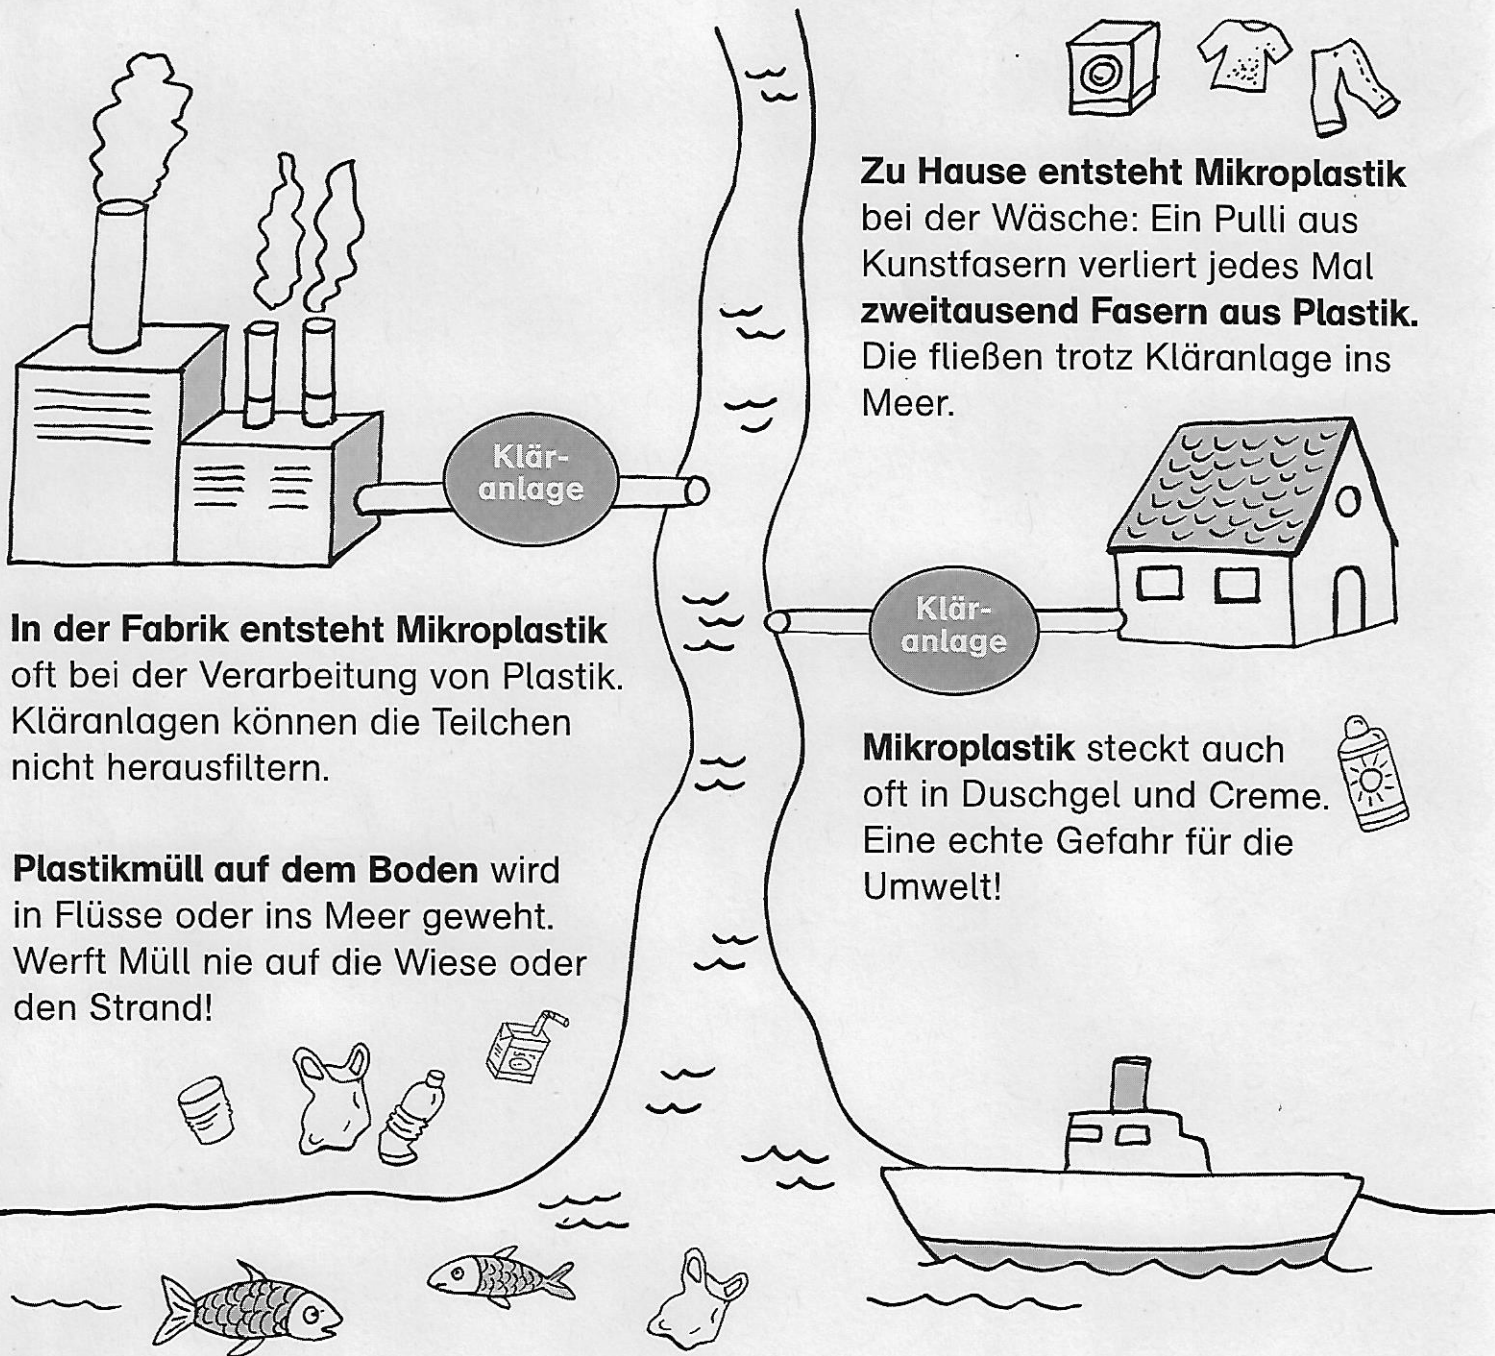 Zu Hause entsteht Mikroplastik
bei der Wäsche: Ein Pulli aus
Kunstfasern verliert jedes Mal
zweitausend Fasern aus Plastik.
Die fließen trotz Kläranlage ins
Meer.
Klär-
anlage
Klär-
anlage
In der Fabrik entsteht Mikroplastik
oft bei der Verarbeitung von Plastik.
Kläranlagen können die Teilchen
nicht herausfiltern.
Mikroplastik steckt auch
oft in Duschgel und Creme.
Eine echte Gefahr für die
Umwelt!
Plastikmüll auf dem Boden wird
in Flüsse oder ins Meer geweht.
Werft Müll nie auf die Wiese oder
den Strand!